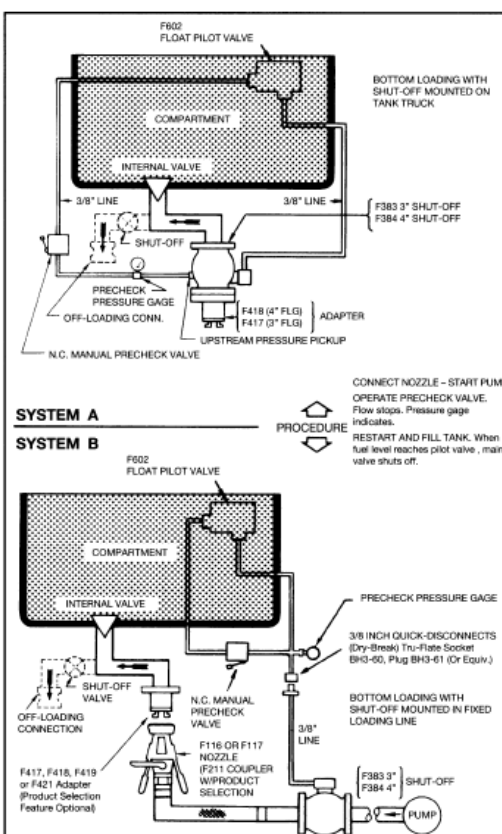 F602
FLOAT PILOT VALVE
BOTTOM LOADING WITH
SHUT-OFF MOUNTED ON
TANK TRUCK
COMPARTMENT
INTERNAL VALVE
3/8" LINE
3/8" LINE
F383 3" SHUT-OFF
F384 4" SHUT-OFF
SHUT-OFF
PRECHECK
PRESSURE GAGE
OFF-LOADING CONN.
F418 (4" FLG)
F417 (3" FLG)
ADAPTER
UPSTREAM PRESSURE PICKUP
N.C. MANUAL PRECHECK VALVE
CONNECT NOZZLE – START PUMP
OPERATE PRECHECK VALVE.
Flow stops. Pressure gage
indicates.
SYSTEM A
PROCEDURE
SYSTEM B
RESTART AND FILL TANK. When
fuel level reaches pilot valve , main
valve shuts off.
F602
FLOAT PILOT VALVE
COMPARTMENT
INTERNAL VALVE
PRECHECK PRESSURE GAGE
3/8 INCH QUICK-DISCONNECTS
(Dry-Break) Tru-Flate Socket
BH3-60, Plug BH3-61 (Or Equiv.)
SHUT-OFF
VALVE
N.C. MANUAL
PRECHECK
VALVE
BOTTOM LOADING WITH
SHUT-OFF MOUNTED IN FIXED
LOADING LINE
OFF-LOADING
CONNECTION
3/8"
LINE
F116 OR F117
NOZZLE
(F211 COUPLER
W/PRODUCT
SELECTION
F417, F418, F419
or F421 Adapter
(Product Selection
Feature Optional)
F383 3"
F384 4"
SHUT-OFF
PUMP